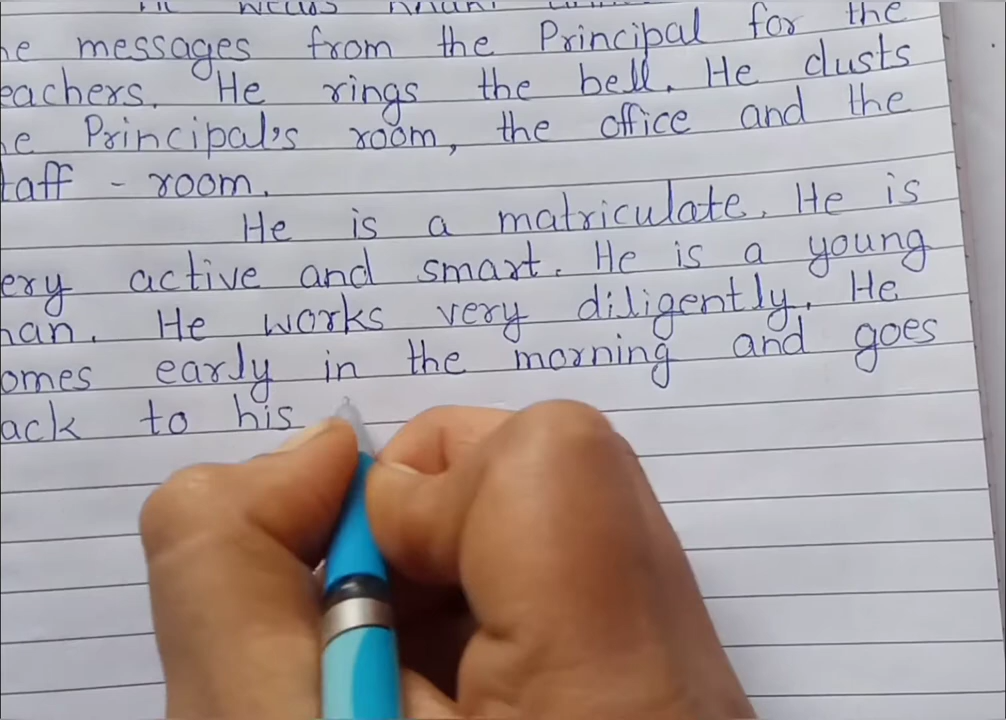 he messages from the Principal for the
eachers. He rings the bell. He dusts
he Principal's room, the office and the
taff - room.
He is a matriculate. He is
ery active and smart. He is a young
man. He works very diligently. He
omes early in the morning and goes
ack to his